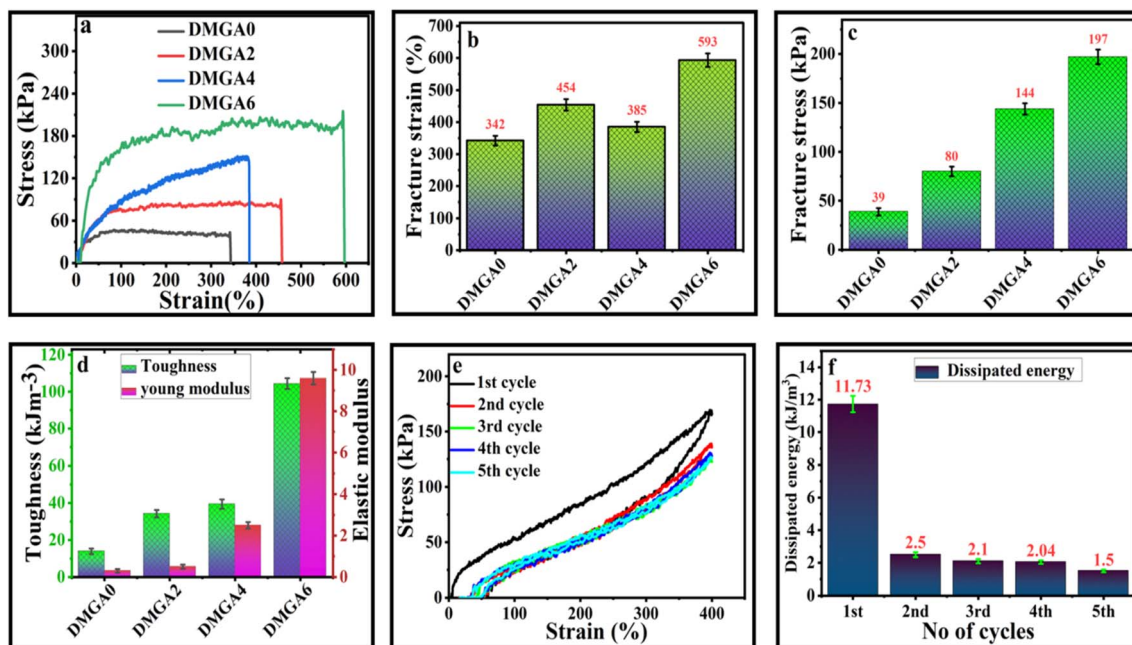 a
DMGA0
DMGA2
DMGA4
DMGA6
Stress (kPa)
300
240
180
120
60
0
0 100 200 300 400 500 600
Strain(%)
b
Fracture strain (%)
700
600
500
400
300
200
100
0
342
454
385
593
DMGA0 DMGA2 DMGA4 DMGA6
c
Fracture stress (kPa)
200
150
100
50
0
39
80
144
197
DMGA0 DMGA2 DMGA4 DMGA6
d
Toughness
young modulus
Toughness (kJm-3)
120
100
80
60
40
20
0
Elastic modulus
10
8
6
4
2
0
DMGA0 DMGA2 DMGA4 DMGA6
e
1st cycle
2nd cycle
3rd cycle
4th cycle
5th cycle
Stress (kPa)
200
150
100
50
0
0 100 200 300 400
Strain (%)
f
Dissipated energy
Dissipated energy (kJ/m³)
12
10
8
6
4
2
0
11.73
2.5
2.1
2.04
1.5
1st 2nd 3rd 4th 5th
No of cycles